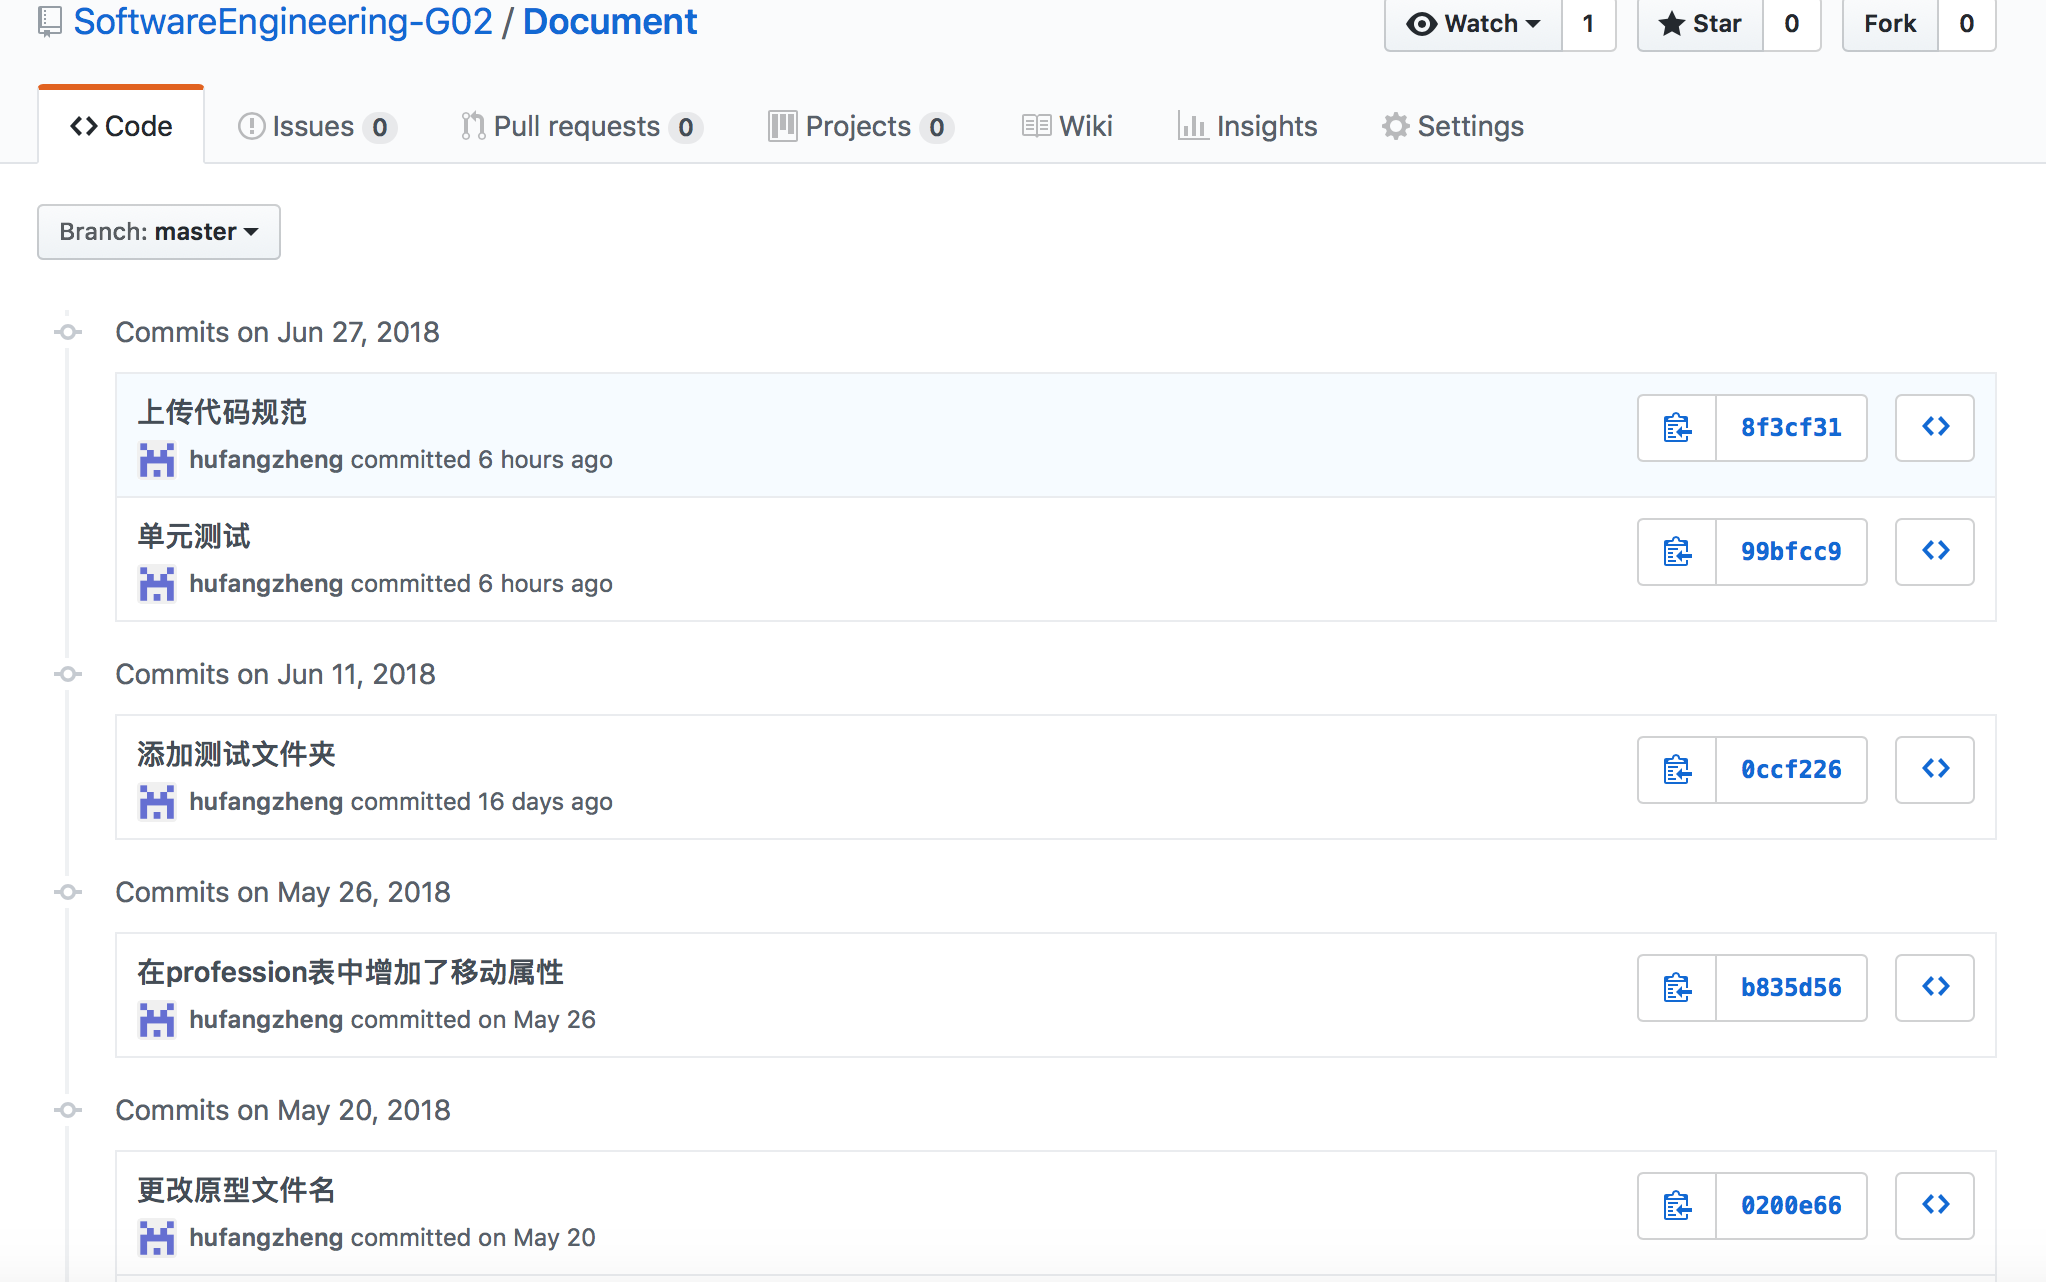 SoftwareEngineering-G02 / Document
Watch 1 Star 0 Fork 0
Code Issues 0 Pull requests 0 Projects 0 Wiki Insights Settings
Branch: master
Commits on Jun 27, 2018
上传代码规范
8f3cf31
hufangzheng committed 6 hours ago
单元测试
99bfcc9
hufangzheng committed 6 hours ago
Commits on Jun 11, 2018
添加测试文件夹
0ccf226
hufangzheng committed 16 days ago
Commits on May 26, 2018
在profession表中增加了移动属性
b835d56
hufangzheng committed on May 26
Commits on May 20, 2018
更改原型文件名
0200e66
hufangzheng committed on May 20